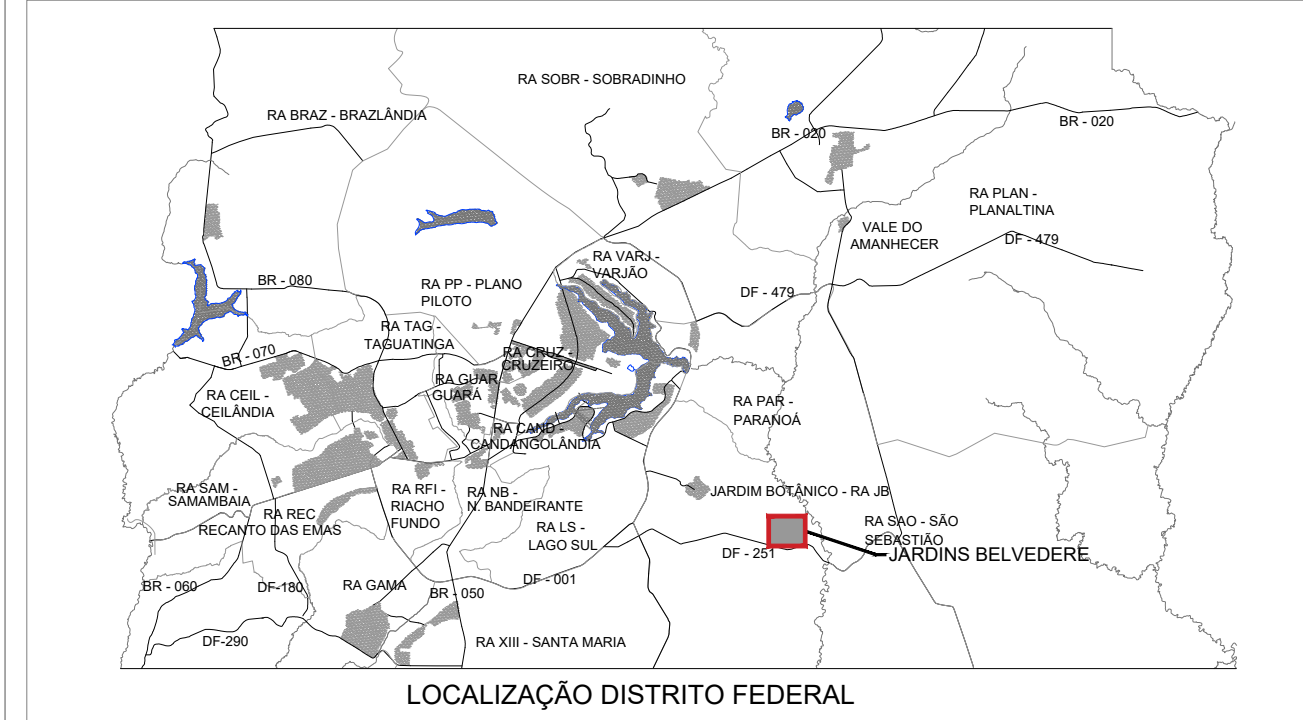 RA SOBR - SOBRADINHO
RA BRAZ - BRAZLÂNDIA
BR - 020
BR - 020
RA PLAN -
PLANALTINA
VALE DO
AMANHECER
DF - 479
RA VARJ -
VARJÃO
BR - 080
RA PP - PLANO
PILOTO
DF - 479
RA TAG -
TAGUATINGA
BR - 070
RA CRUZ -
CRUZEIRO
RA GUAR
GUARÁ
RA CEIL -
CEILÂNDIA
RA PAR -
PARANOÁ
RA CAND -
CANDANGOLÂNDIA
RA SAM -
SAMAMBAIA
RA REC
RECANTO DAS EMAS
RA RFI -
RIACHO
FUNDO
RA NB -
N. BANDEIRANTE
RA LS -
LAGO SUL
JARDIM BOTÂNICO - RA JB
RA SAO - SÃO
SEBASTIÃO
DF - 251
JARDINS BELVEDERE
BR - 060
DF-180
RA GAMA
BR - 050
DF - 001
DF-290
RA XIII - SANTA MARIA
LOCALIZAÇÃO DISTRITO FEDERAL